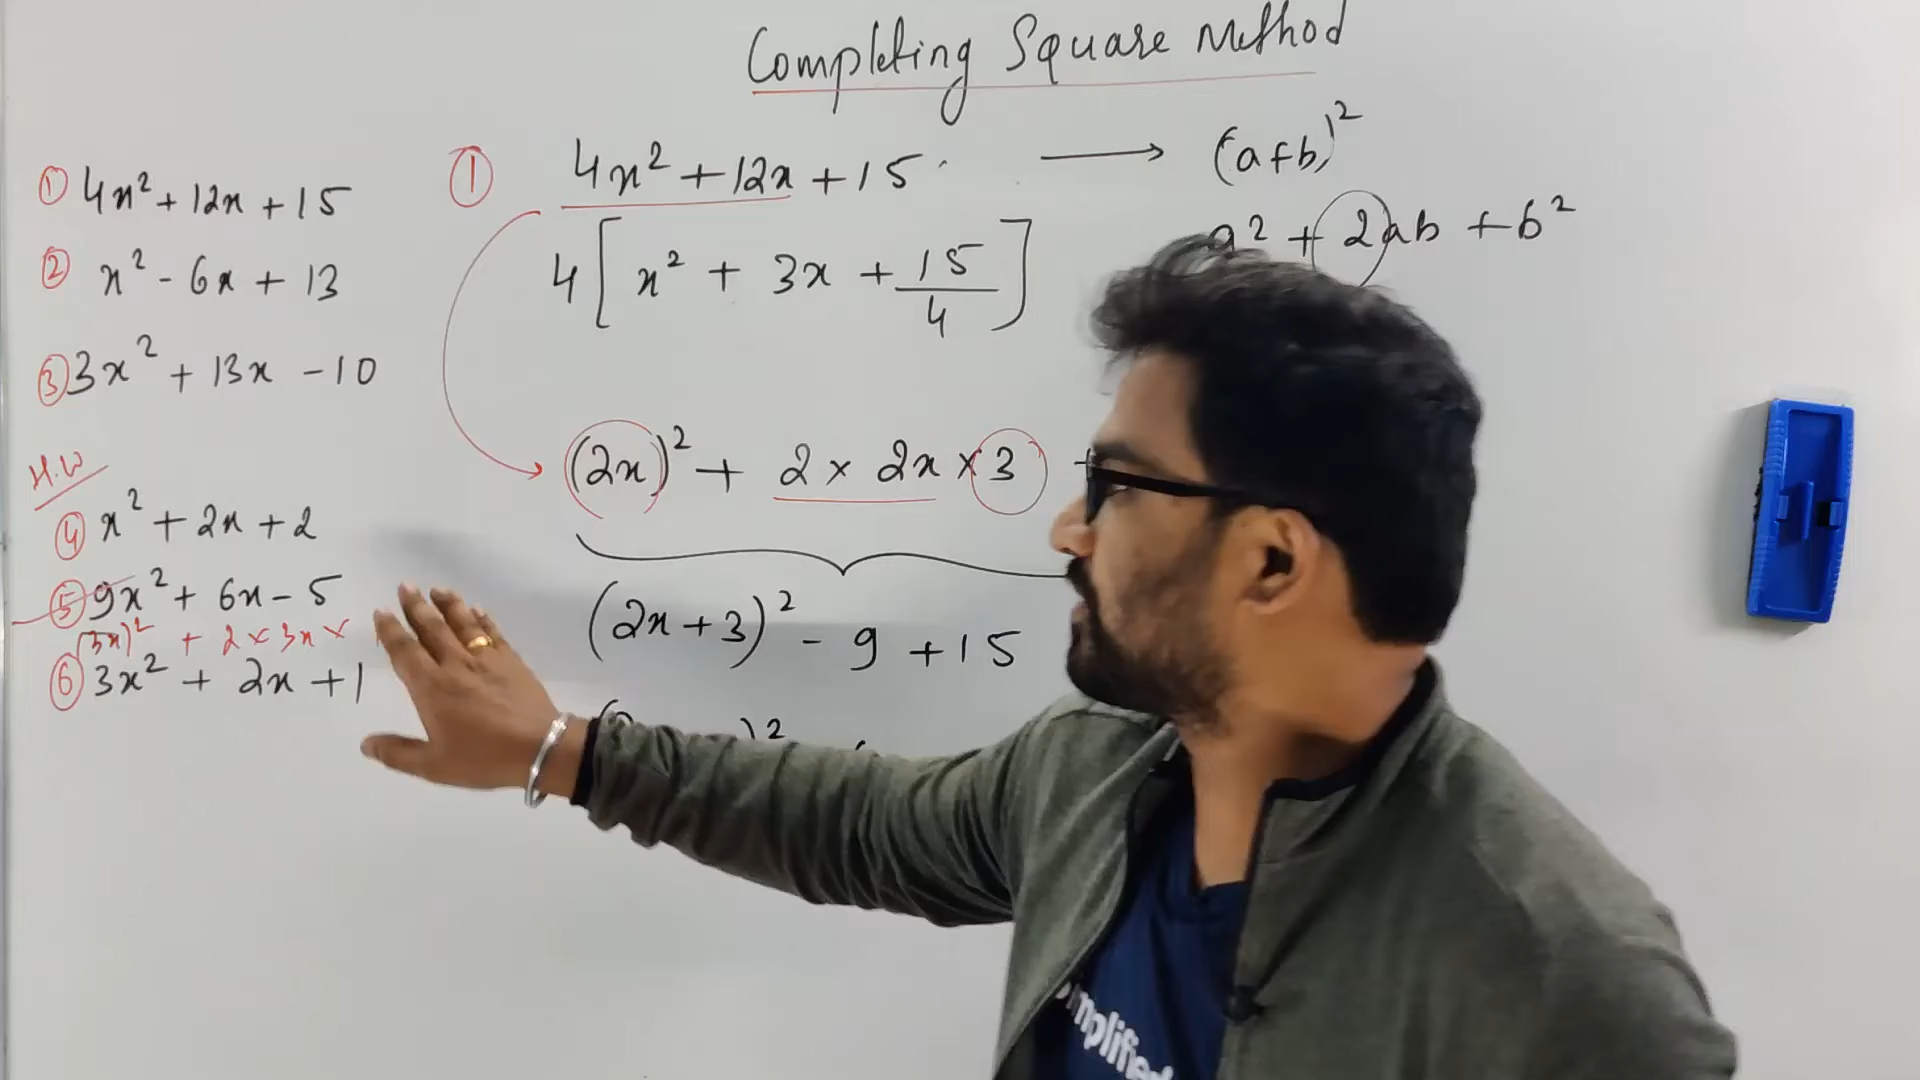 Completing Square Method
① 4x² + 12x + 15
② x² - 6x + 13
③ 3x² + 13x - 10
H.W
④ x² + 2x + 2
⑤ 9x² + 6x - 5
(3x)² + 2 × 3x ×
⑥ 3x² + 2x + 1
① 4x² + 12x + 15 → (a+b)²
a² + 2ab + b²
4[x² + 3x + 15/4]
(2x)² + 2 × 2x × 3
(2x+3)² - 9 + 15